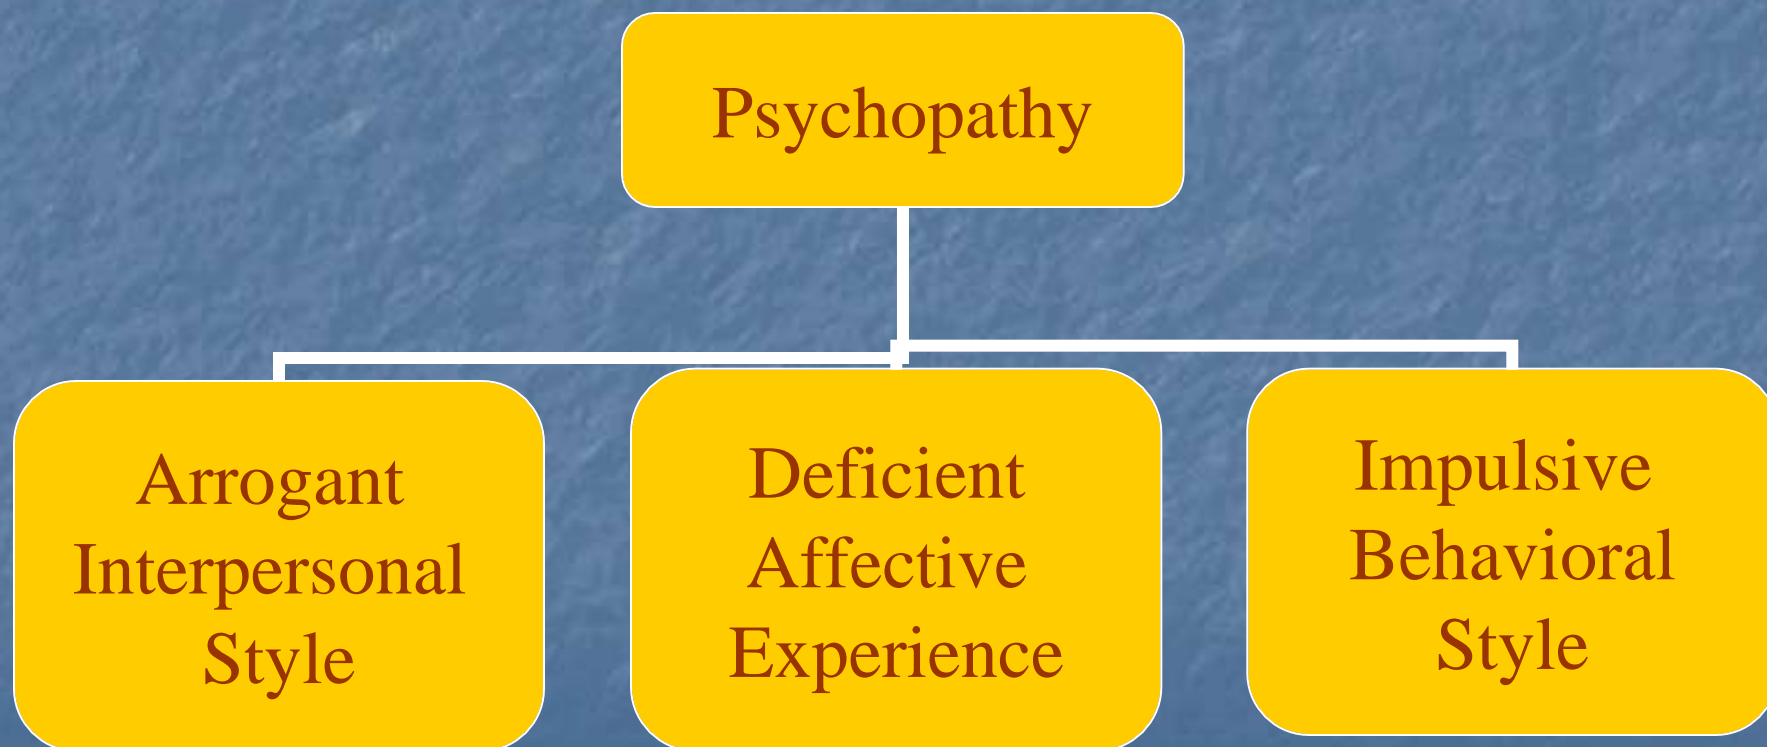 Psychopathy
Arrogant
Interpersonal
Style
Deficient
Affective
Experience
Impulsive
Behavioral
Style